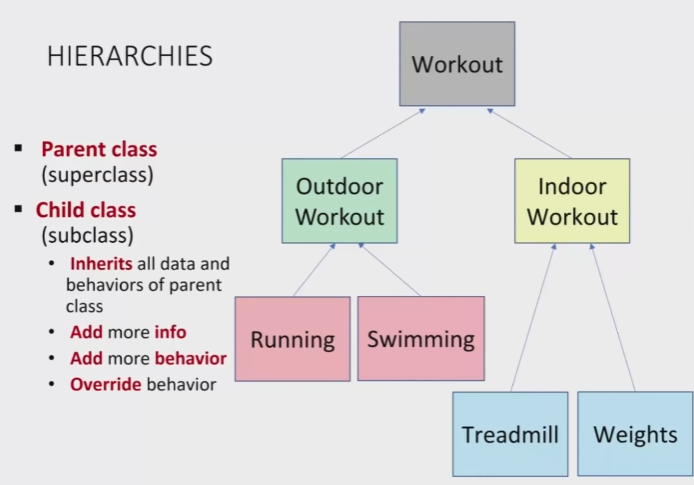 HIERARCHIES
Parent class
(superclass)
Child class
(subclass)
Inherits all data and
behaviors of parent
class
Add more info
Add more behavior
Override behavior
Workout
Outdoor
Workout
Indoor
Workout
Running
Swimming
Treadmill
Weights